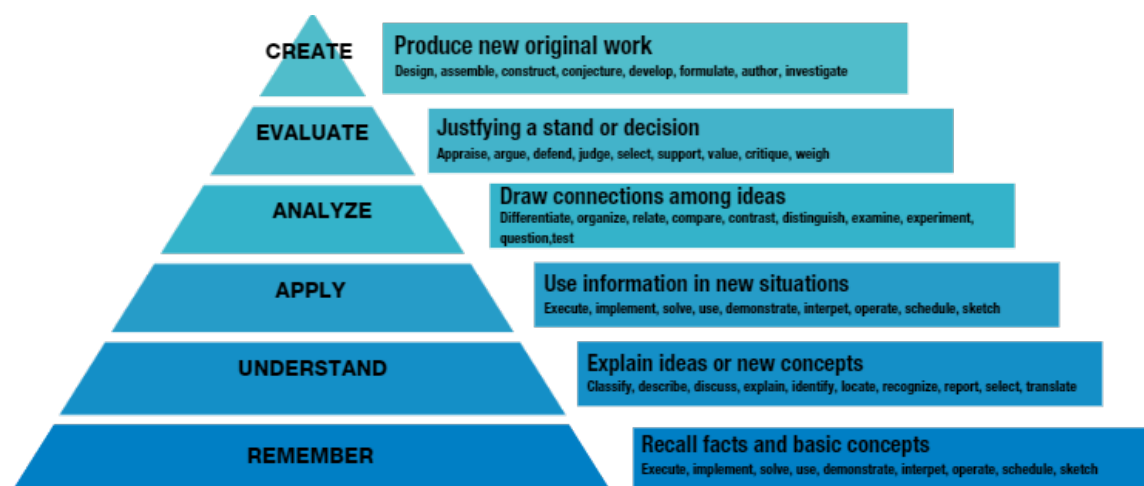 CREATE
Produce new original work
Design, assemble, construct, conjecture, develop, formulate, author, investigate
EVALUATE
Justfying a stand or decision
Appraise, argue, defend, judge, select, support, value, critique, weigh
ANALYZE
Draw connections among ideas
Differentiate, organize, relate, compare, contrast, distinguish, examine, experiment,
question,test
APPLY
Use information in new situations
Execute, implement, solve, use, demonstrate, interpet, operate, schedule, sketch
UNDERSTAND
Explain ideas or new concepts
Classify, describe, discuss, explain, identify, locate, recognize, report, select, translate
REMEMBER
Recall facts and basic concepts
Execute, implement, solve, use, demonstrate, interpet, operate, schedule, sketch